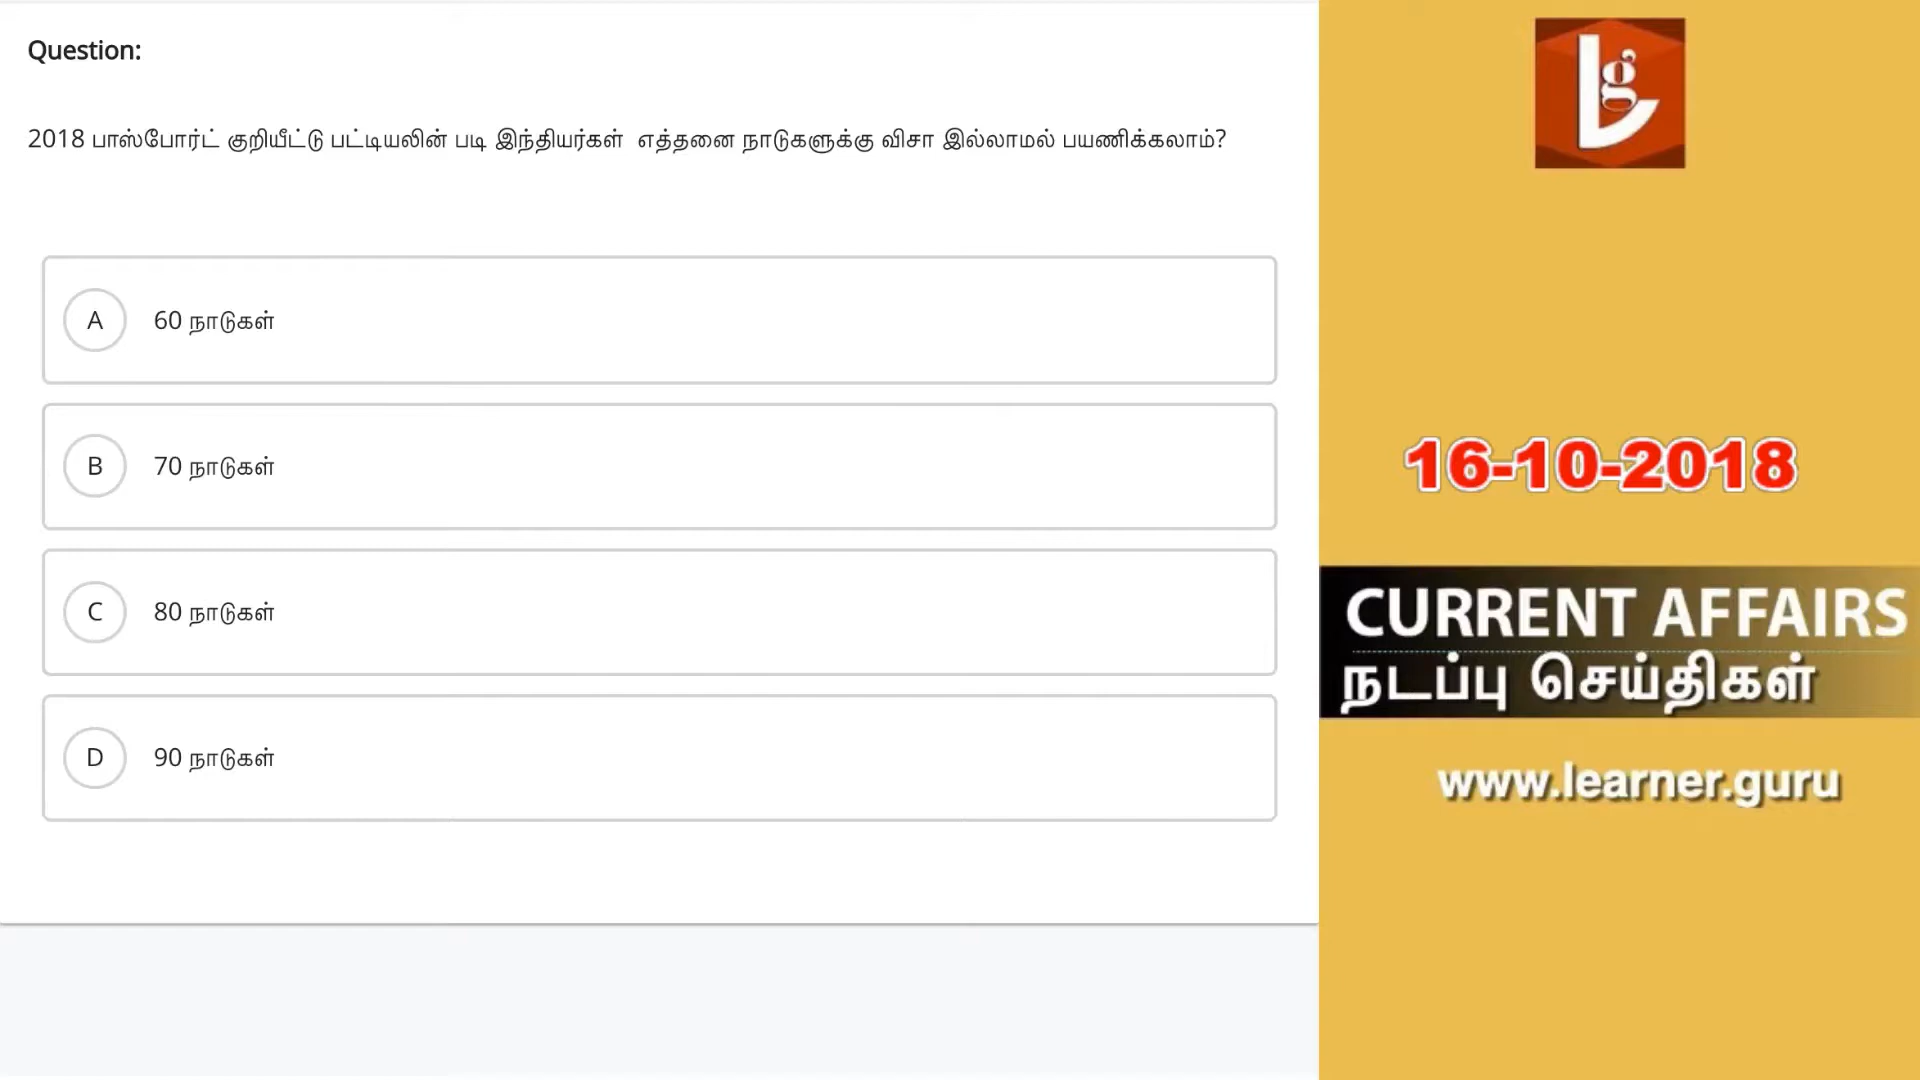 Question:
2018 பாஸ்போர்ட் குறியீட்டு பட்டியலின் படி இந்தியர்கள் எத்தனை நாடுகளுக்கு விசா இல்லாமல் பயணிக்கலாம்?
A 60 நாடுகள்
B 70 நாடுகள்
C 80 நாடுகள்
D 90 நாடுகள்
Lg
16-10-2018
CURRENT AFFAIRS
நடப்பு செய்திகள்
www.learner.guru